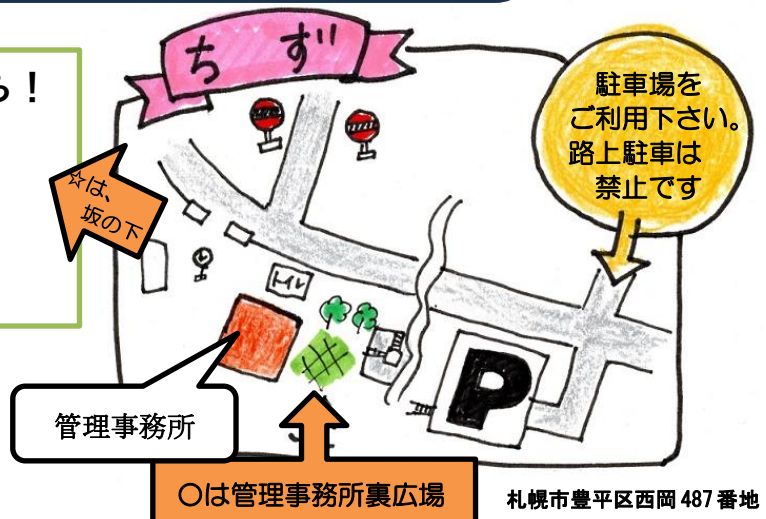 ちず
！
駐車場を
ご利用下さい。
路上駐車は
禁止です
☆は、
坂の下
トイレ
P
管理事務所
〇は管理事務所裏広場
札幌市豊平区西岡487番地